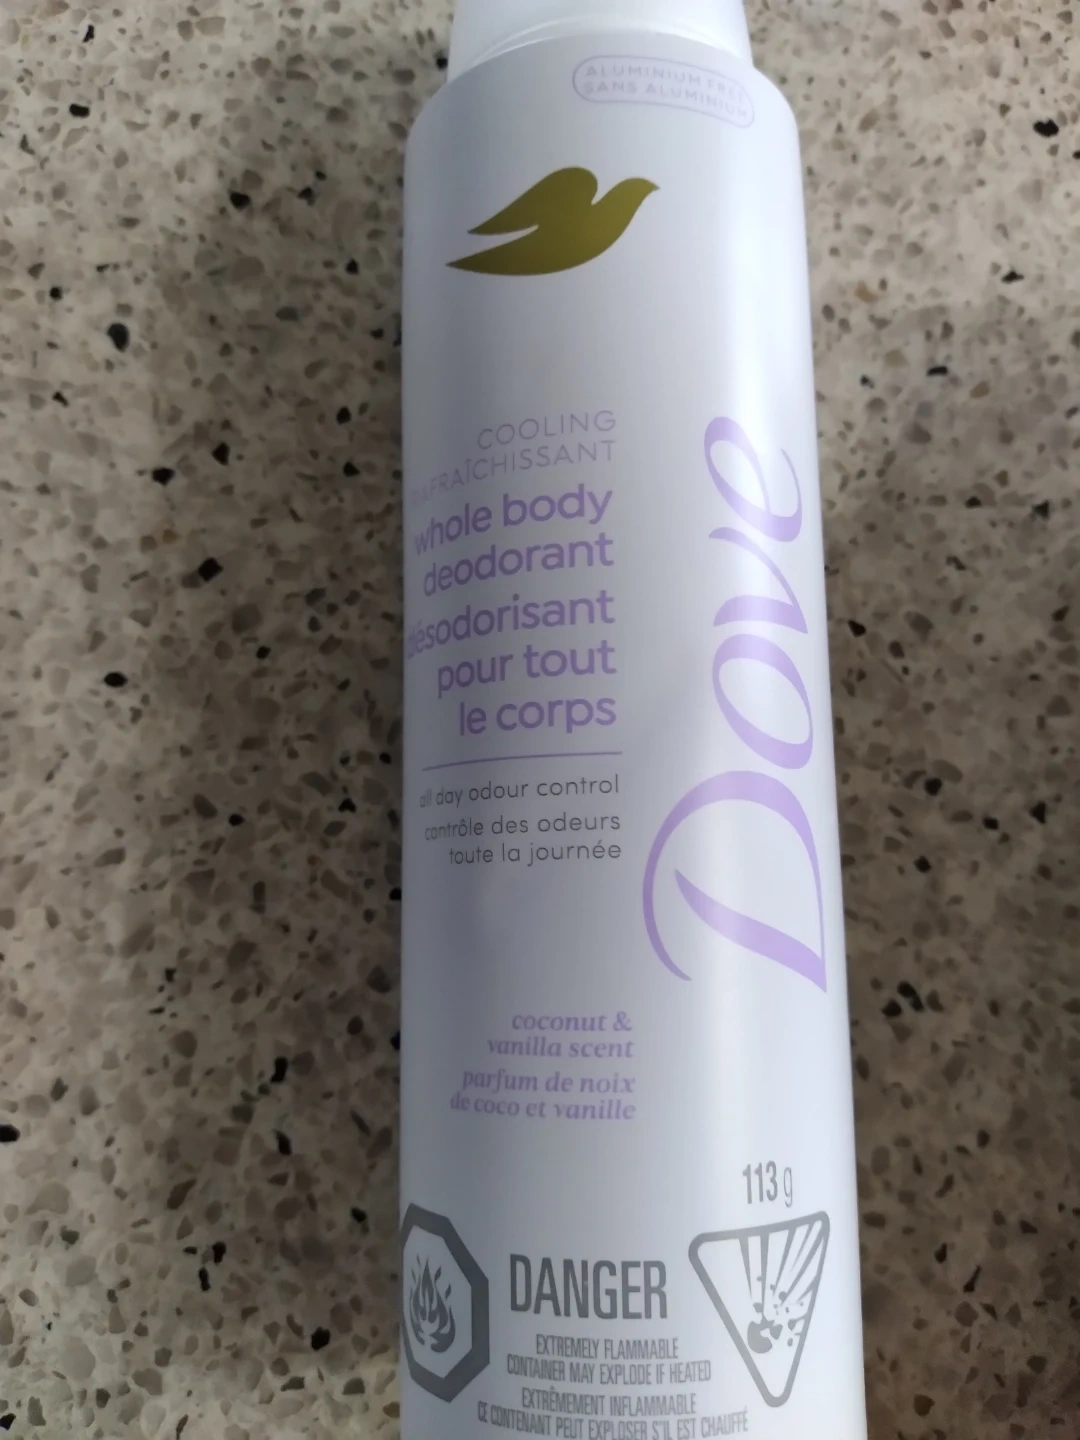 ALUMINIUM FREE
SANS ALUMINIUM
COOLING
RAFRAÎCHISSANT
whole body
deodorant
désodorisant
pour tout
le corps
all day odour control
contrôle des odeurs
toute la journée
Dove
coconut &
vanilla scent
parfum de noix
de coco et vanille
113 g
DANGER
EXTREMELY FLAMMABLE
CONTAINER MAY EXPLODE IF HEATED
EXTRÊMEMENT INFLAMMABLE
CE CONTENANT PEUT EXPLOSER S'IL EST CHAUFFÉ